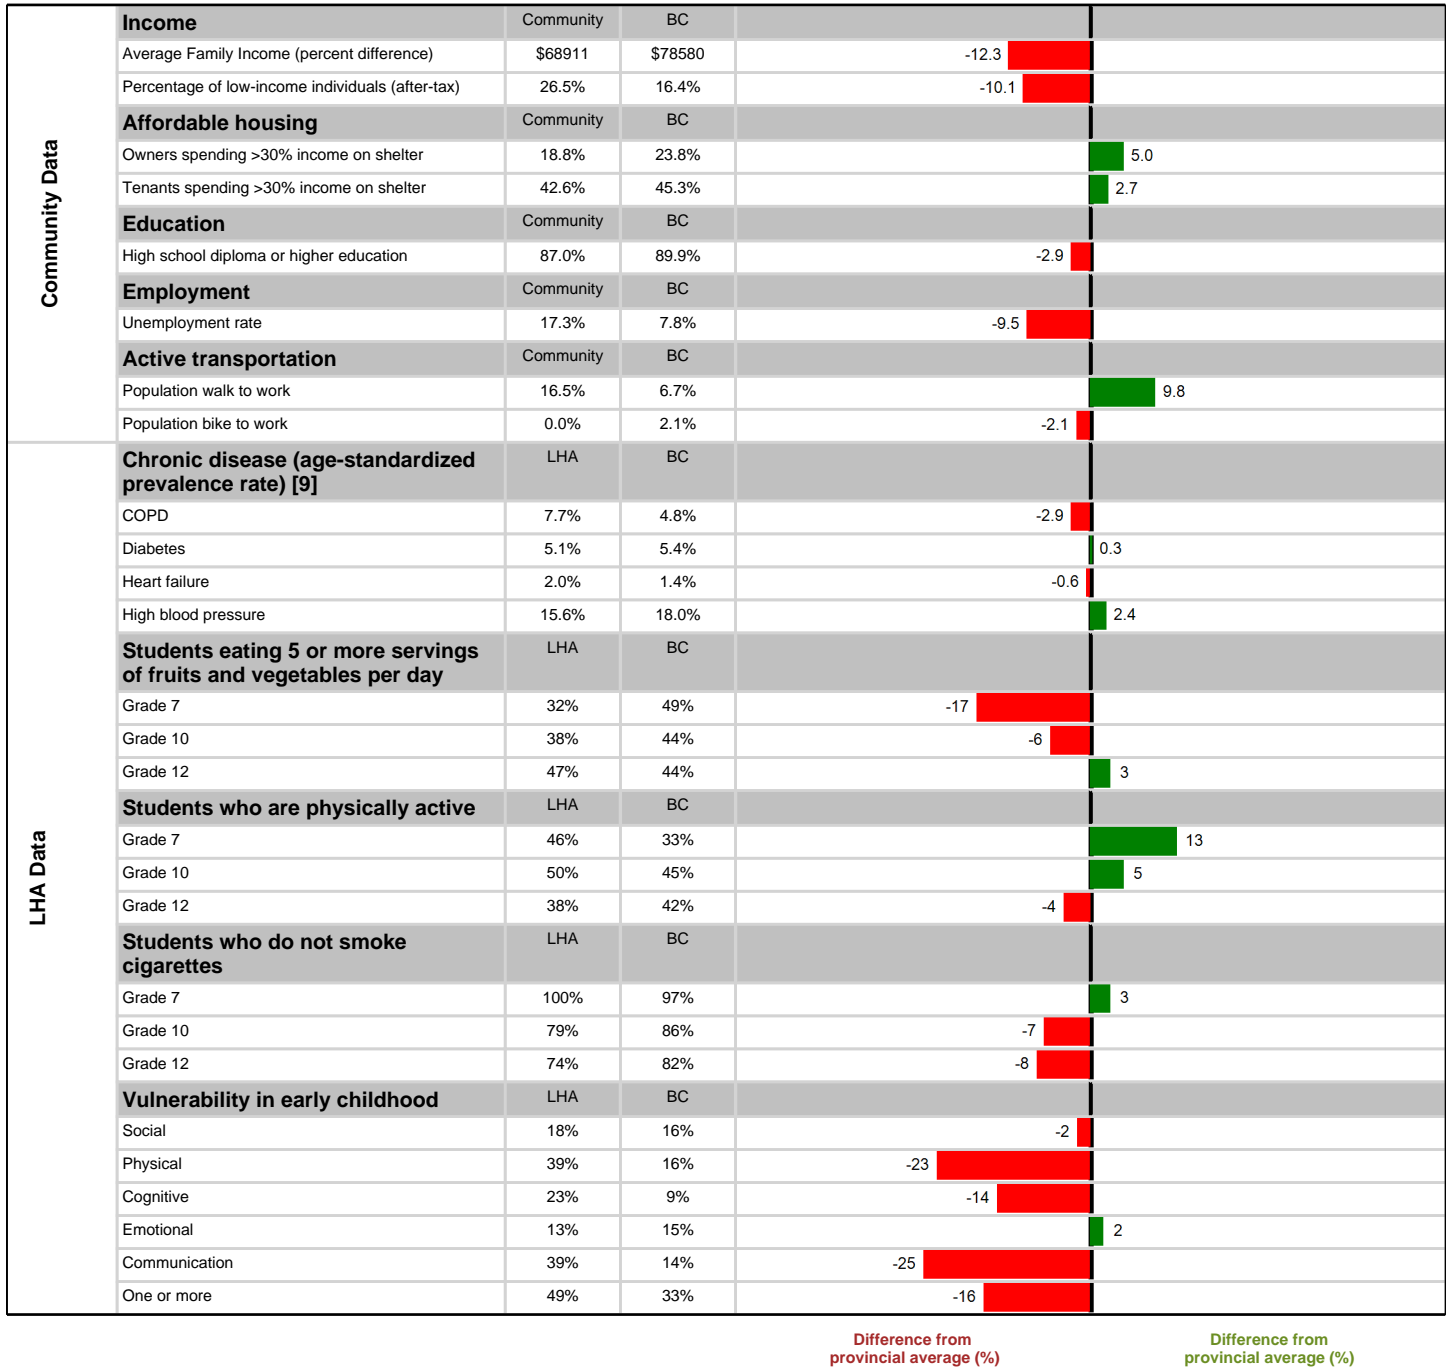 Community Data
Income Community BC
Average Family Income (percent difference) $68911 $78580 -12.3
Percentage of low-income individuals (after-tax) 26.5% 16.4% -10.1
Affordable housing Community BC
Owners spending >30% income on shelter 18.8% 23.8% 5.0
Tenants spending >30% income on shelter 42.6% 45.3% 2.7
Education Community BC
High school diploma or higher education 87.0% 89.9% -2.9
Employment Community BC
Unemployment rate 17.3% 7.8% -9.5
Active transportation Community BC
Population walk to work 16.5% 6.7% 9.8
Population bike to work 0.0% 2.1% -2.1
LHA Data
Chronic disease (age-standardized LHA BC
prevalence rate) [9]
COPD 7.7% 4.8% -2.9
Diabetes 5.1% 5.4% 0.3
Heart failure 2.0% 1.4% -0.6
High blood pressure 15.6% 18.0% 2.4
Students eating 5 or more servings LHA BC
of fruits and vegetables per day
Grade 7 32% 49% -17
Grade 10 38% 44% -6
Grade 12 47% 44% 3
Students who are physically active LHA BC
Grade 7 46% 33% 13
Grade 10 50% 45% 5
Grade 12 38% 42% -4
Students who do not smoke LHA BC
cigarettes
Grade 7 100% 97% 3
Grade 10 79% 86% -7
Grade 12 74% 82% -8
Vulnerability in early childhood LHA BC
Social 18% 16% -2
Physical 39% 16% -23
Cognitive 23% 9% -14
Emotional 13% 15% 2
Communication 39% 14% -25
One or more 49% 33% -16
Difference from
provincial average (%)
Difference from
provincial average (%)